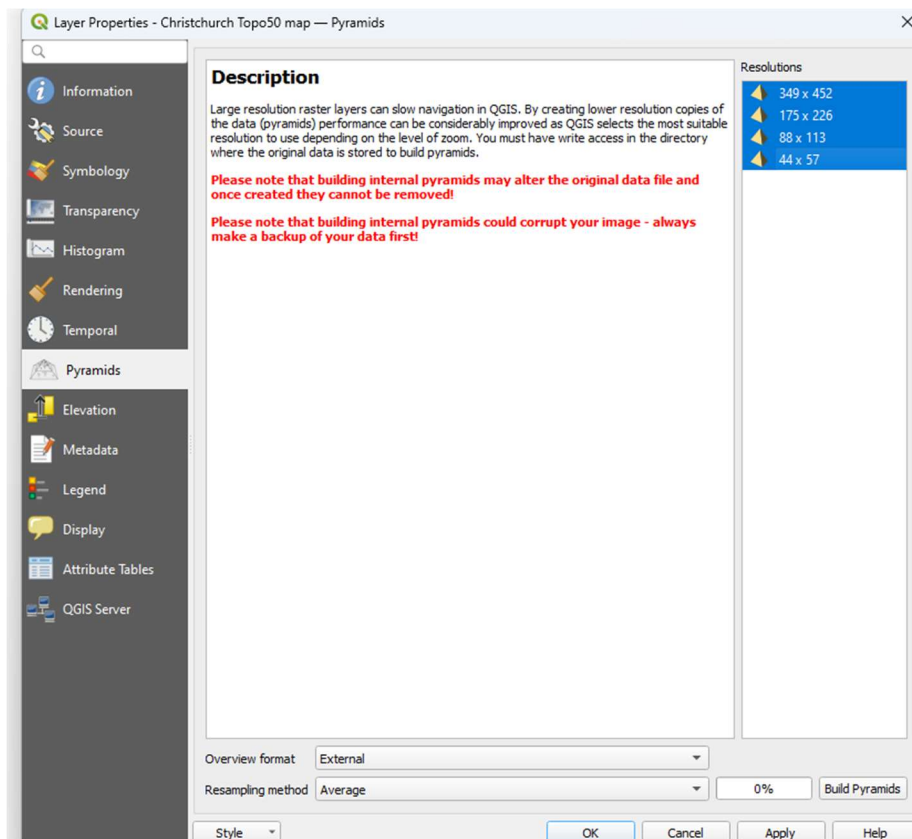 Layer Properties - Christchurch Topo50 map — Pyramids
Information
Source
Symbology
Transparency
Histogram
Rendering
Temporal
Pyramids
Elevation
Metadata
Legend
Display
Attribute Tables
QGIS Server
Description
Large resolution raster layers can slow navigation in QGIS. By creating lower resolution copies of
the data (pyramids) performance can be considerably improved as QGIS selects the most suitable
resolution to use depending on the level of zoom. You must have write access in the directory
where the original data is stored to build pyramids.
Please note that building internal pyramids may alter the original data file and
once created they cannot be removed!
Please note that building internal pyramids could corrupt your image - always
make a backup of your data first!
Resolutions
349 x 452
175 x 226
88 x 113
44 x 57
Overview format External
Resampling method Average 0% Build Pyramids
Style OK Cancel Apply Help